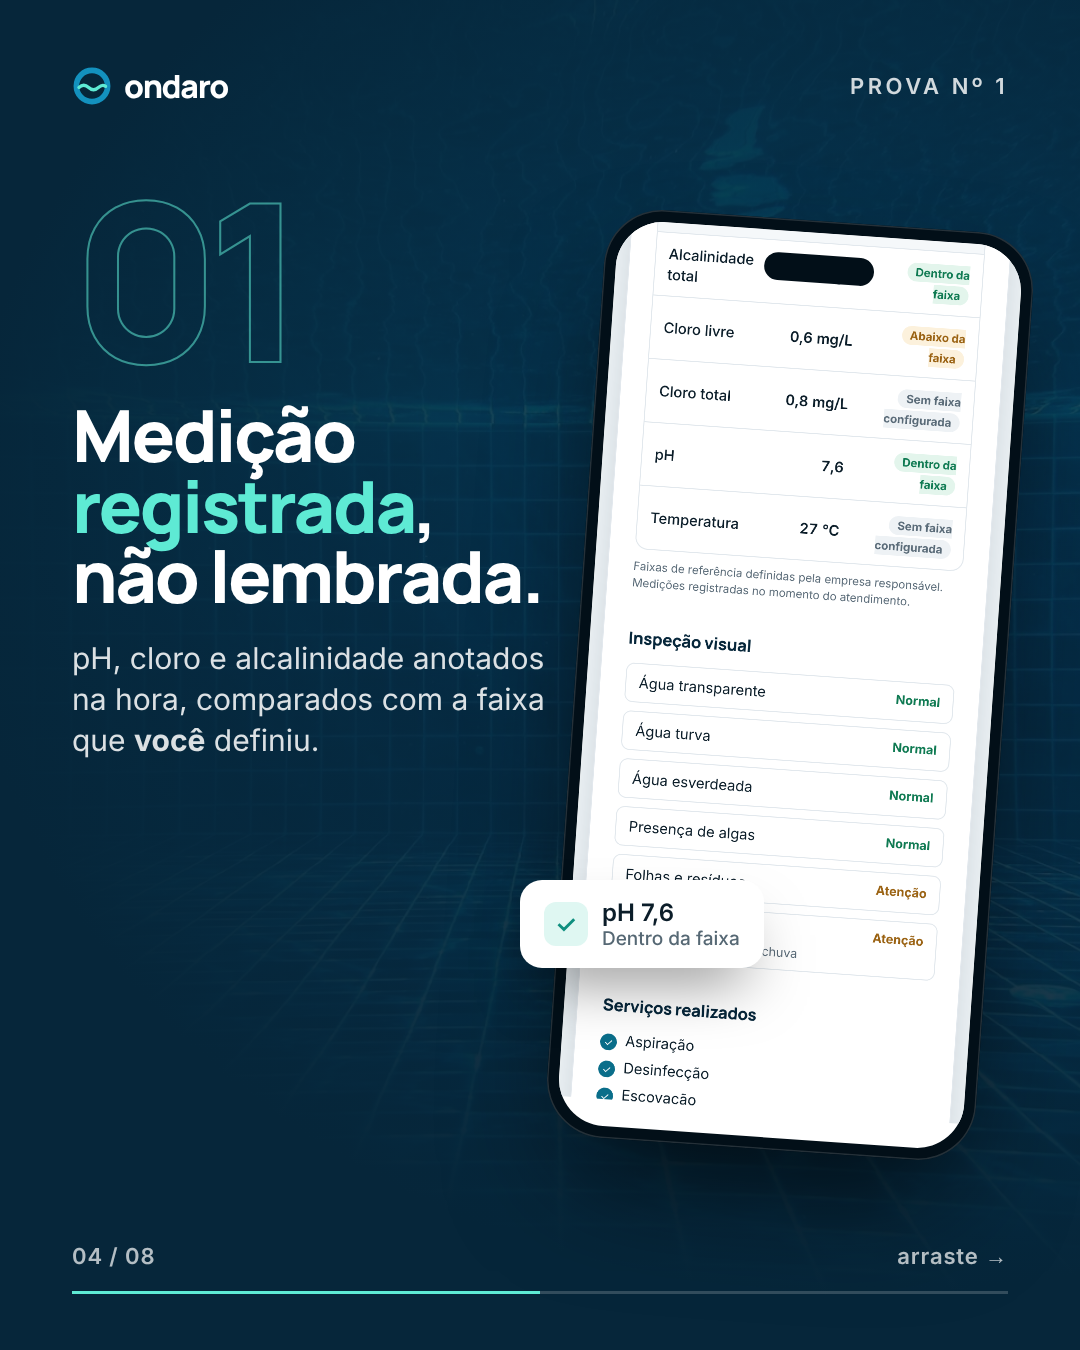 ondaro
PROVA Nº 1
01
Medição
registrada,
não lembrada.
pH, cloro e alcalinidade anotados
na hora, comparados com a faixa
que você definiu.
Alcalinidade
total
Dentro da
faixa
Cloro livre 0,6 mg/L Abaixo da
faixa
Cloro total 0,8 mg/L Sem faixa
configurada
pH 7,6 Dentro da
faixa
Temperatura 27 °C Sem faixa
configurada
Faixas de referência definidas pela empresa responsável.
Medições registradas no momento do atendimento.
Inspeção visual
Água transparente Normal
Água turva Normal
Água esverdeada Normal
Presença de algas Normal
Folhas e resíduos Atenção
Atenção
chuva
pH 7,6
Dentro da faixa
Serviços realizados
Aspiração
Desinfecção
Escovação
04 / 08
arraste →